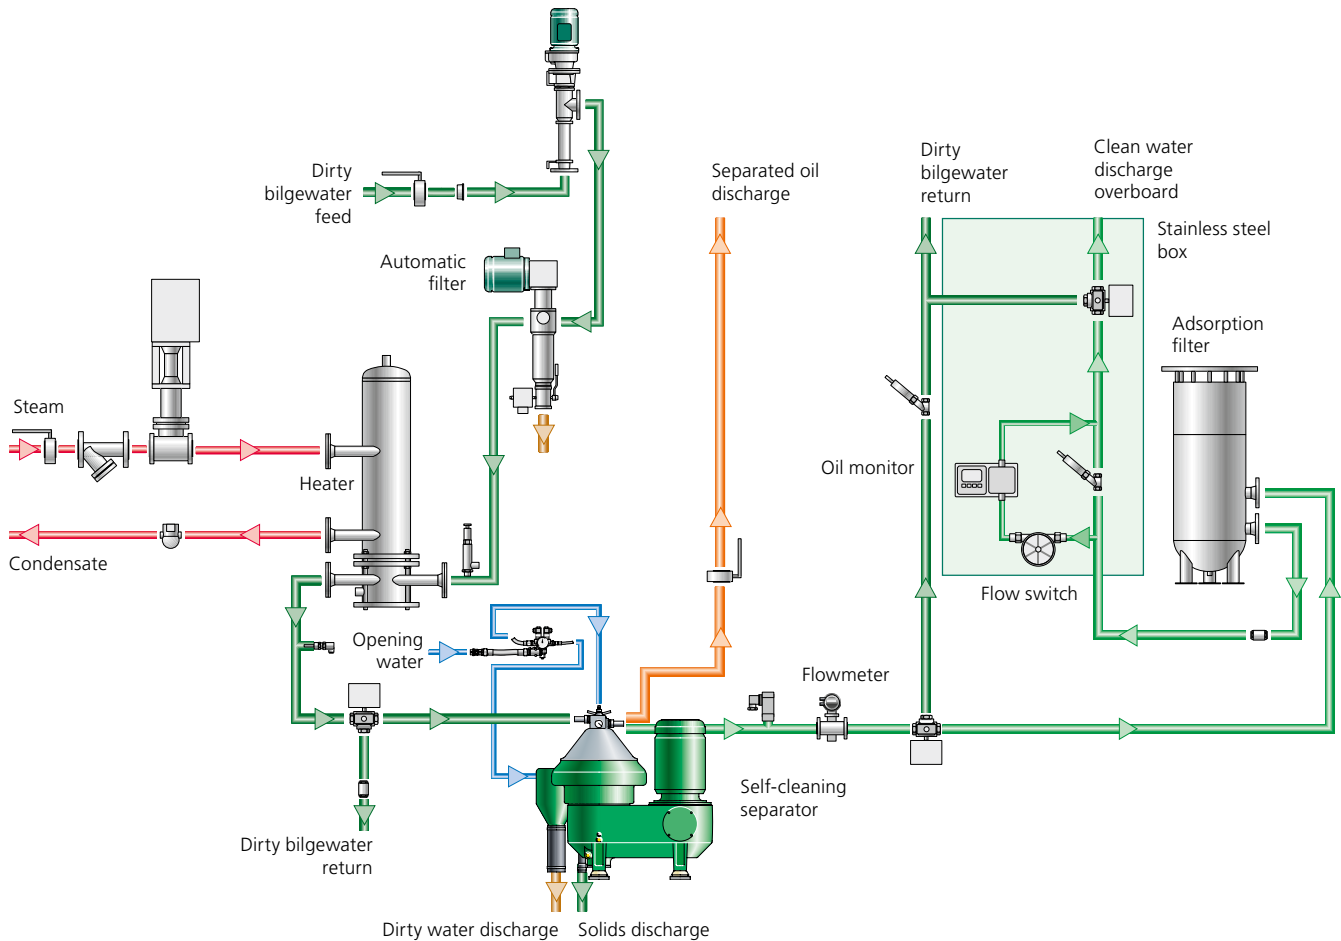 Dirty
bilgewater
feed
Separated oil
discharge
Dirty
bilgewater
return
Clean water
discharge
overboard
Stainless steel
box
Automatic
filter
Adsorption
filter
Steam
Heater
Oil monitor
Condensate
Flow switch
Opening
water
Flowmeter
Self-cleaning
separator
Dirty bilgewater
return
Dirty water discharge
Solids discharge